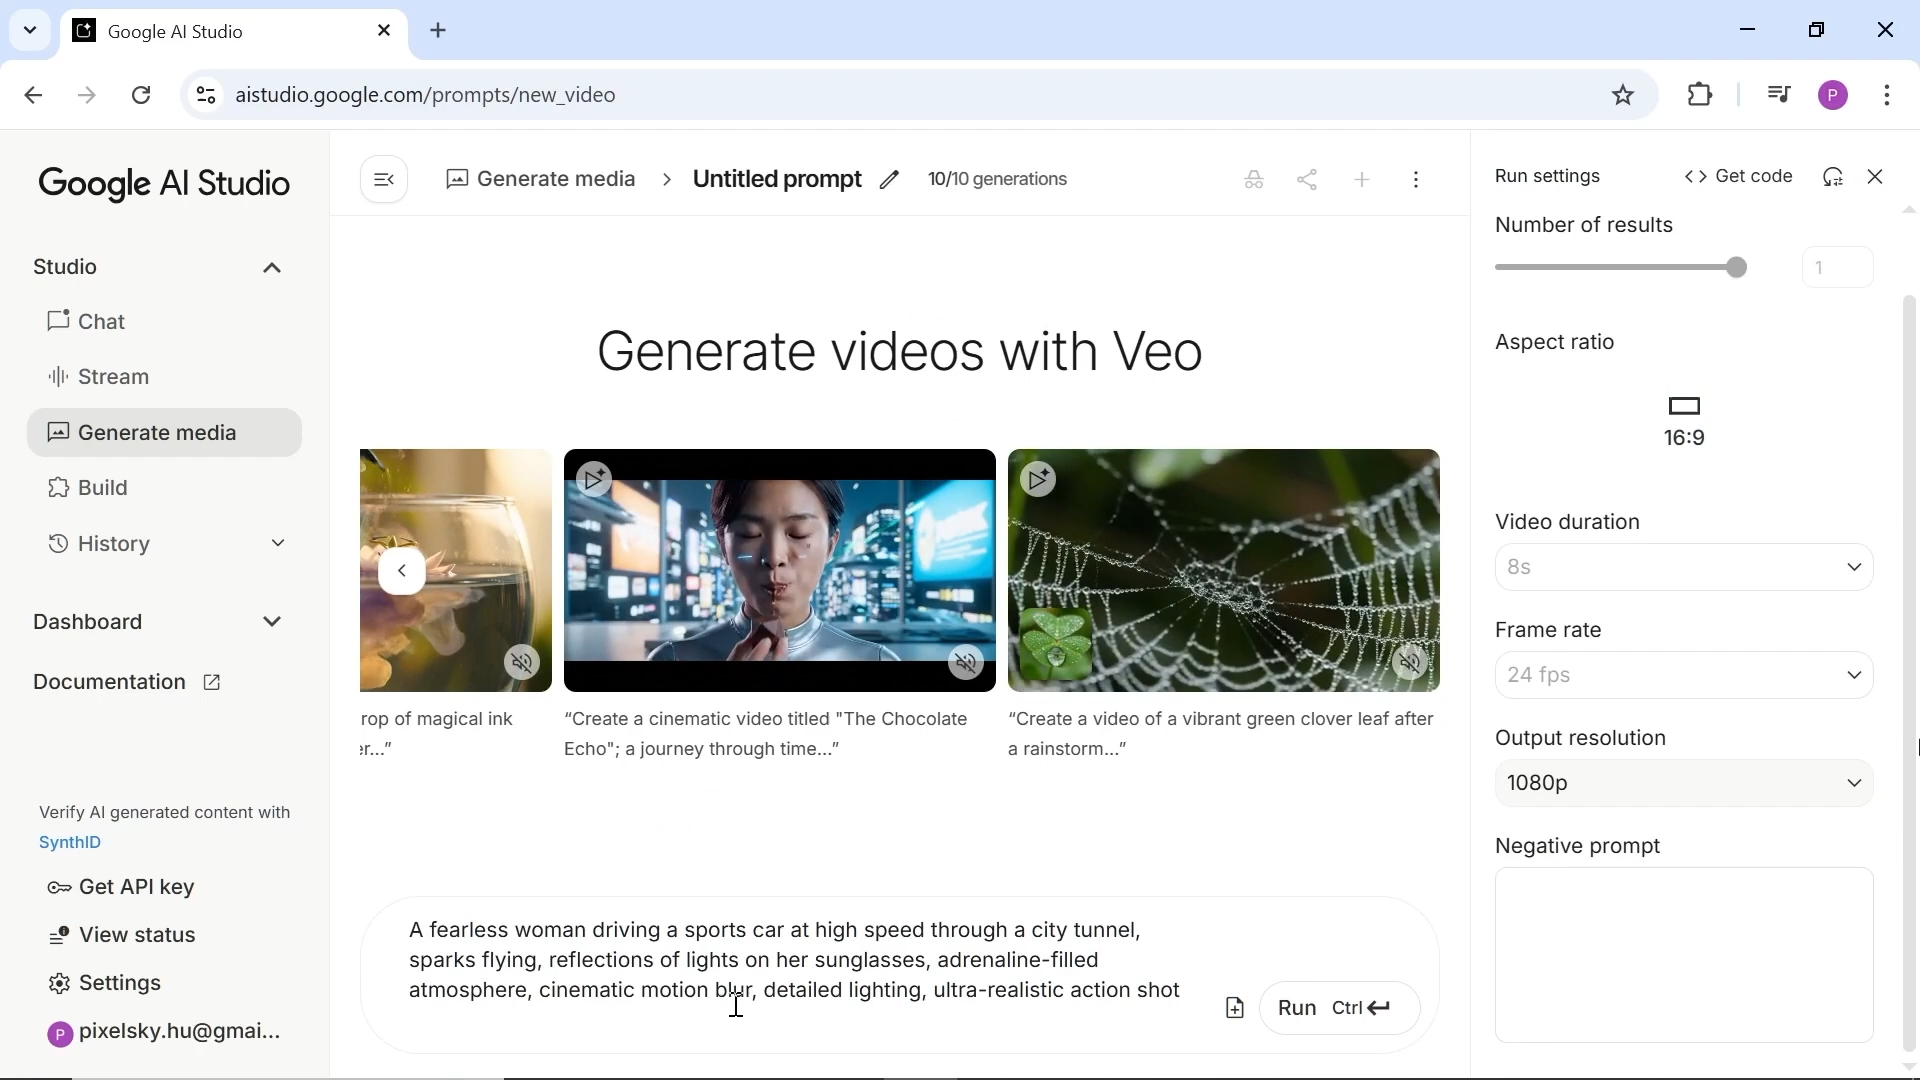 Google AI Studio
aistudio.google.com/prompts/new_video
P
Google AI Studio
Studio
Chat
Stream
Generate media
Build
History
Dashboard
Documentation
Verify AI generated content with
SynthID
Get API key
View status
Settings
P pixelsky.hu@gmai...
Generate media > Untitled prompt 10/10 generations
Generate videos with Veo
rop of magical ink
er...”
“Create a cinematic video titled "The Chocolate
Echo"; a journey through time...”
“Create a video of a vibrant green clover leaf after
a rainstorm...”
A fearless woman driving a sports car at high speed through a city tunnel,
sparks flying, reflections of lights on her sunglasses, adrenaline-filled
atmosphere, cinematic motion blur, detailed lighting, ultra-realistic action shot
Run Ctrl
Run settings
<> Get code
Number of results
1
Aspect ratio
16:9
Video duration
8s
Frame rate
24 fps
Output resolution
1080p
Negative prompt